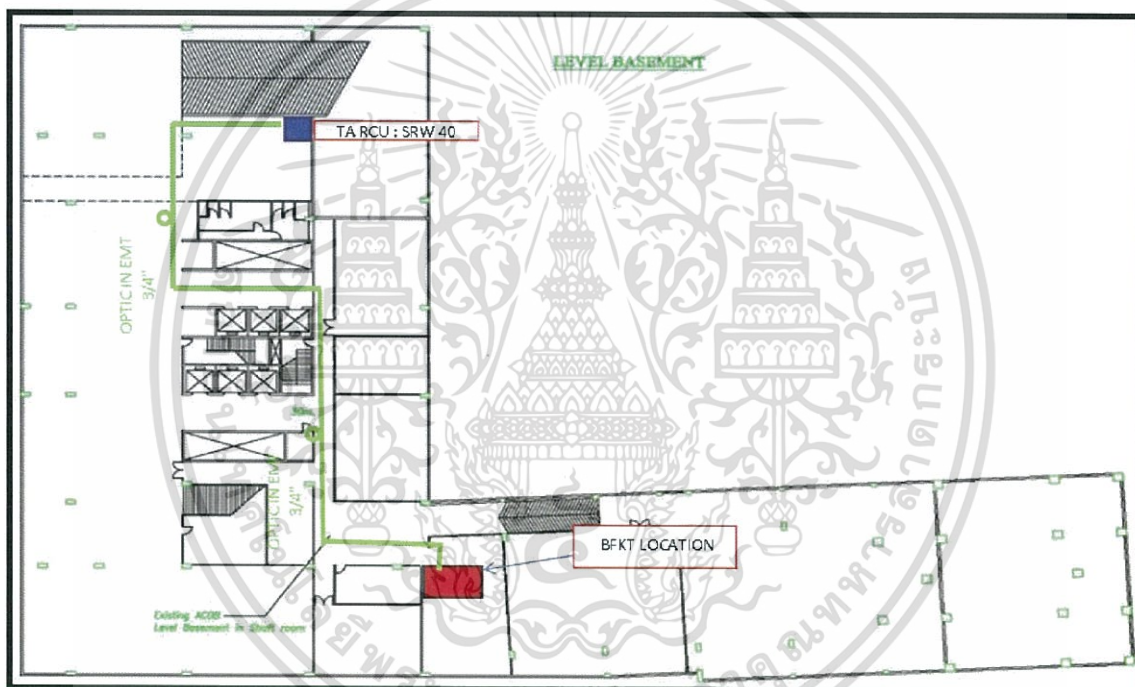 LEVEL BASEMENT
TA RCU : SRW 40
OPTIC IN EMT
3/4"
OPTIC IN EMT
3/4"
BFKT LOCATION
Existing ACOBI
Level Basement in Shaft room